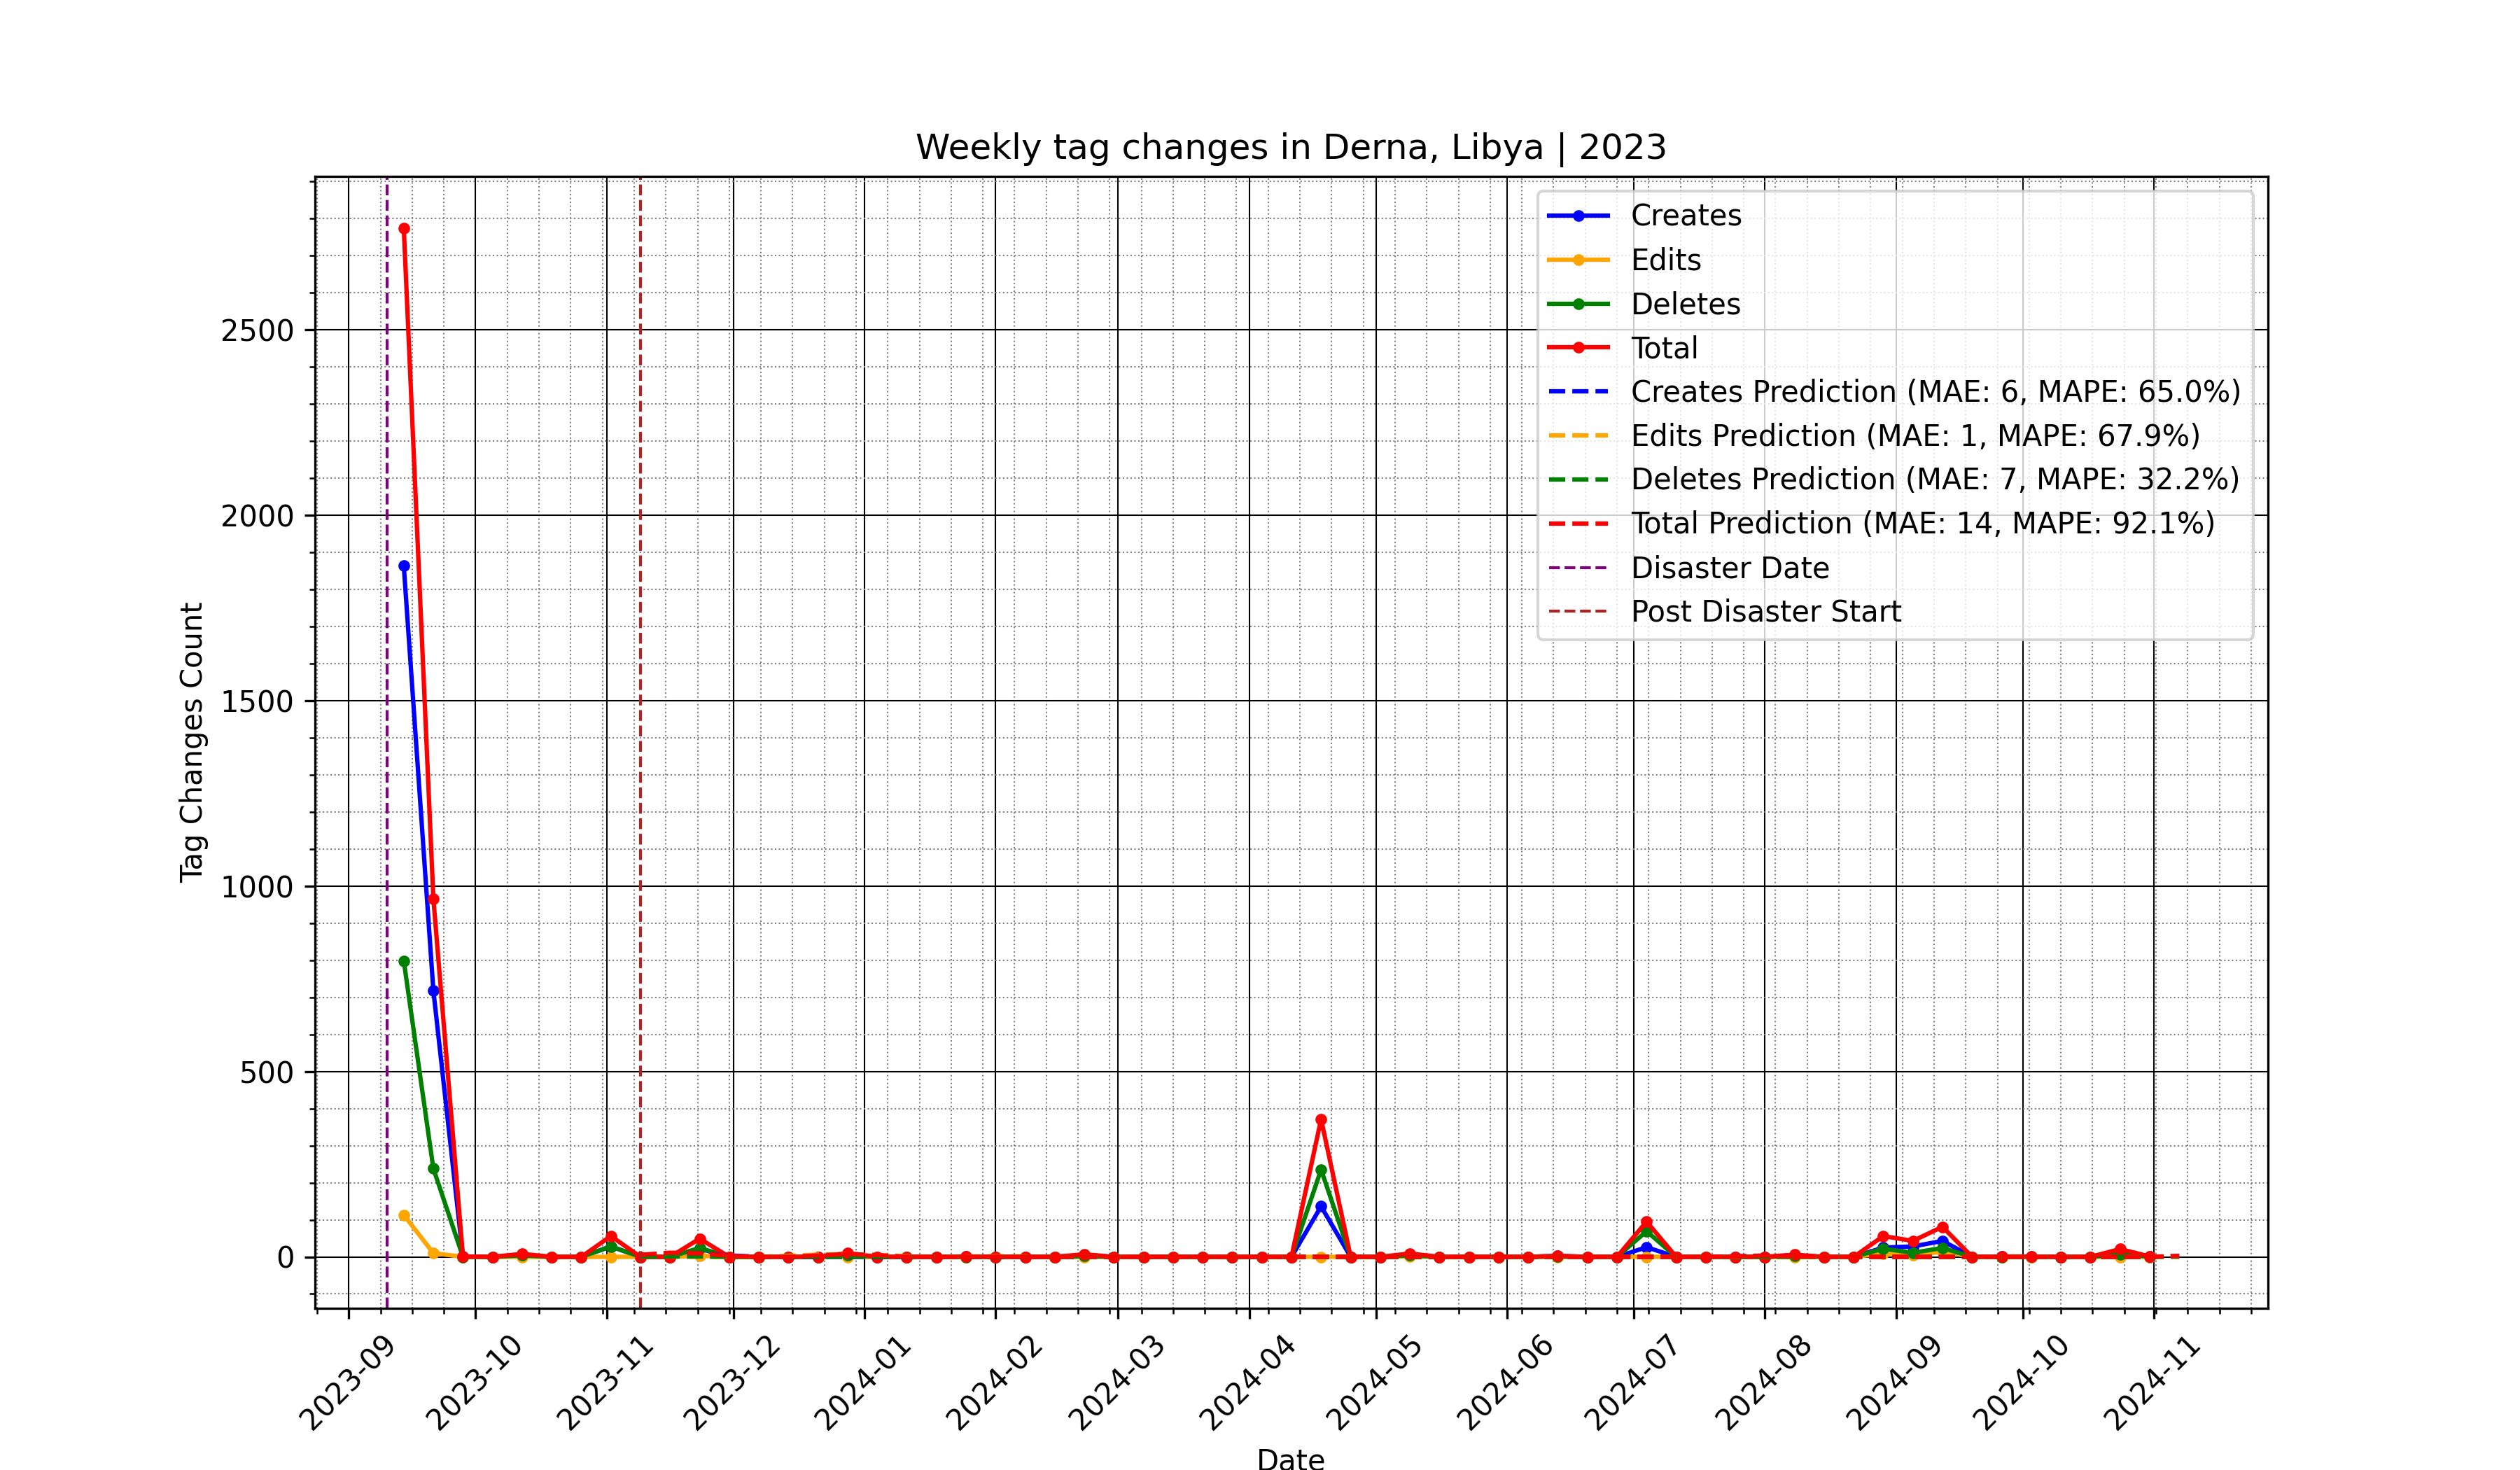 Weekly tag changes in Derna, Libya | 2023
Creates
Edits
Deletes
Total
Creates Prediction (MAE: 6, MAPE: 65.0%)
Edits Prediction (MAE: 1, MAPE: 67.9%)
Deletes Prediction (MAE: 7, MAPE: 32.2%)
Total Prediction (MAE: 14, MAPE: 92.1%)
Disaster Date
Post Disaster Start
Tag Changes Count
2500
2000
1500
1000
500
0
2023-09
2023-10
2023-11
2023-12
2024-01
2024-02
2024-03
2024-04
2024-05
2024-06
2024-07
2024-08
2024-09
2024-10
2024-11
Date